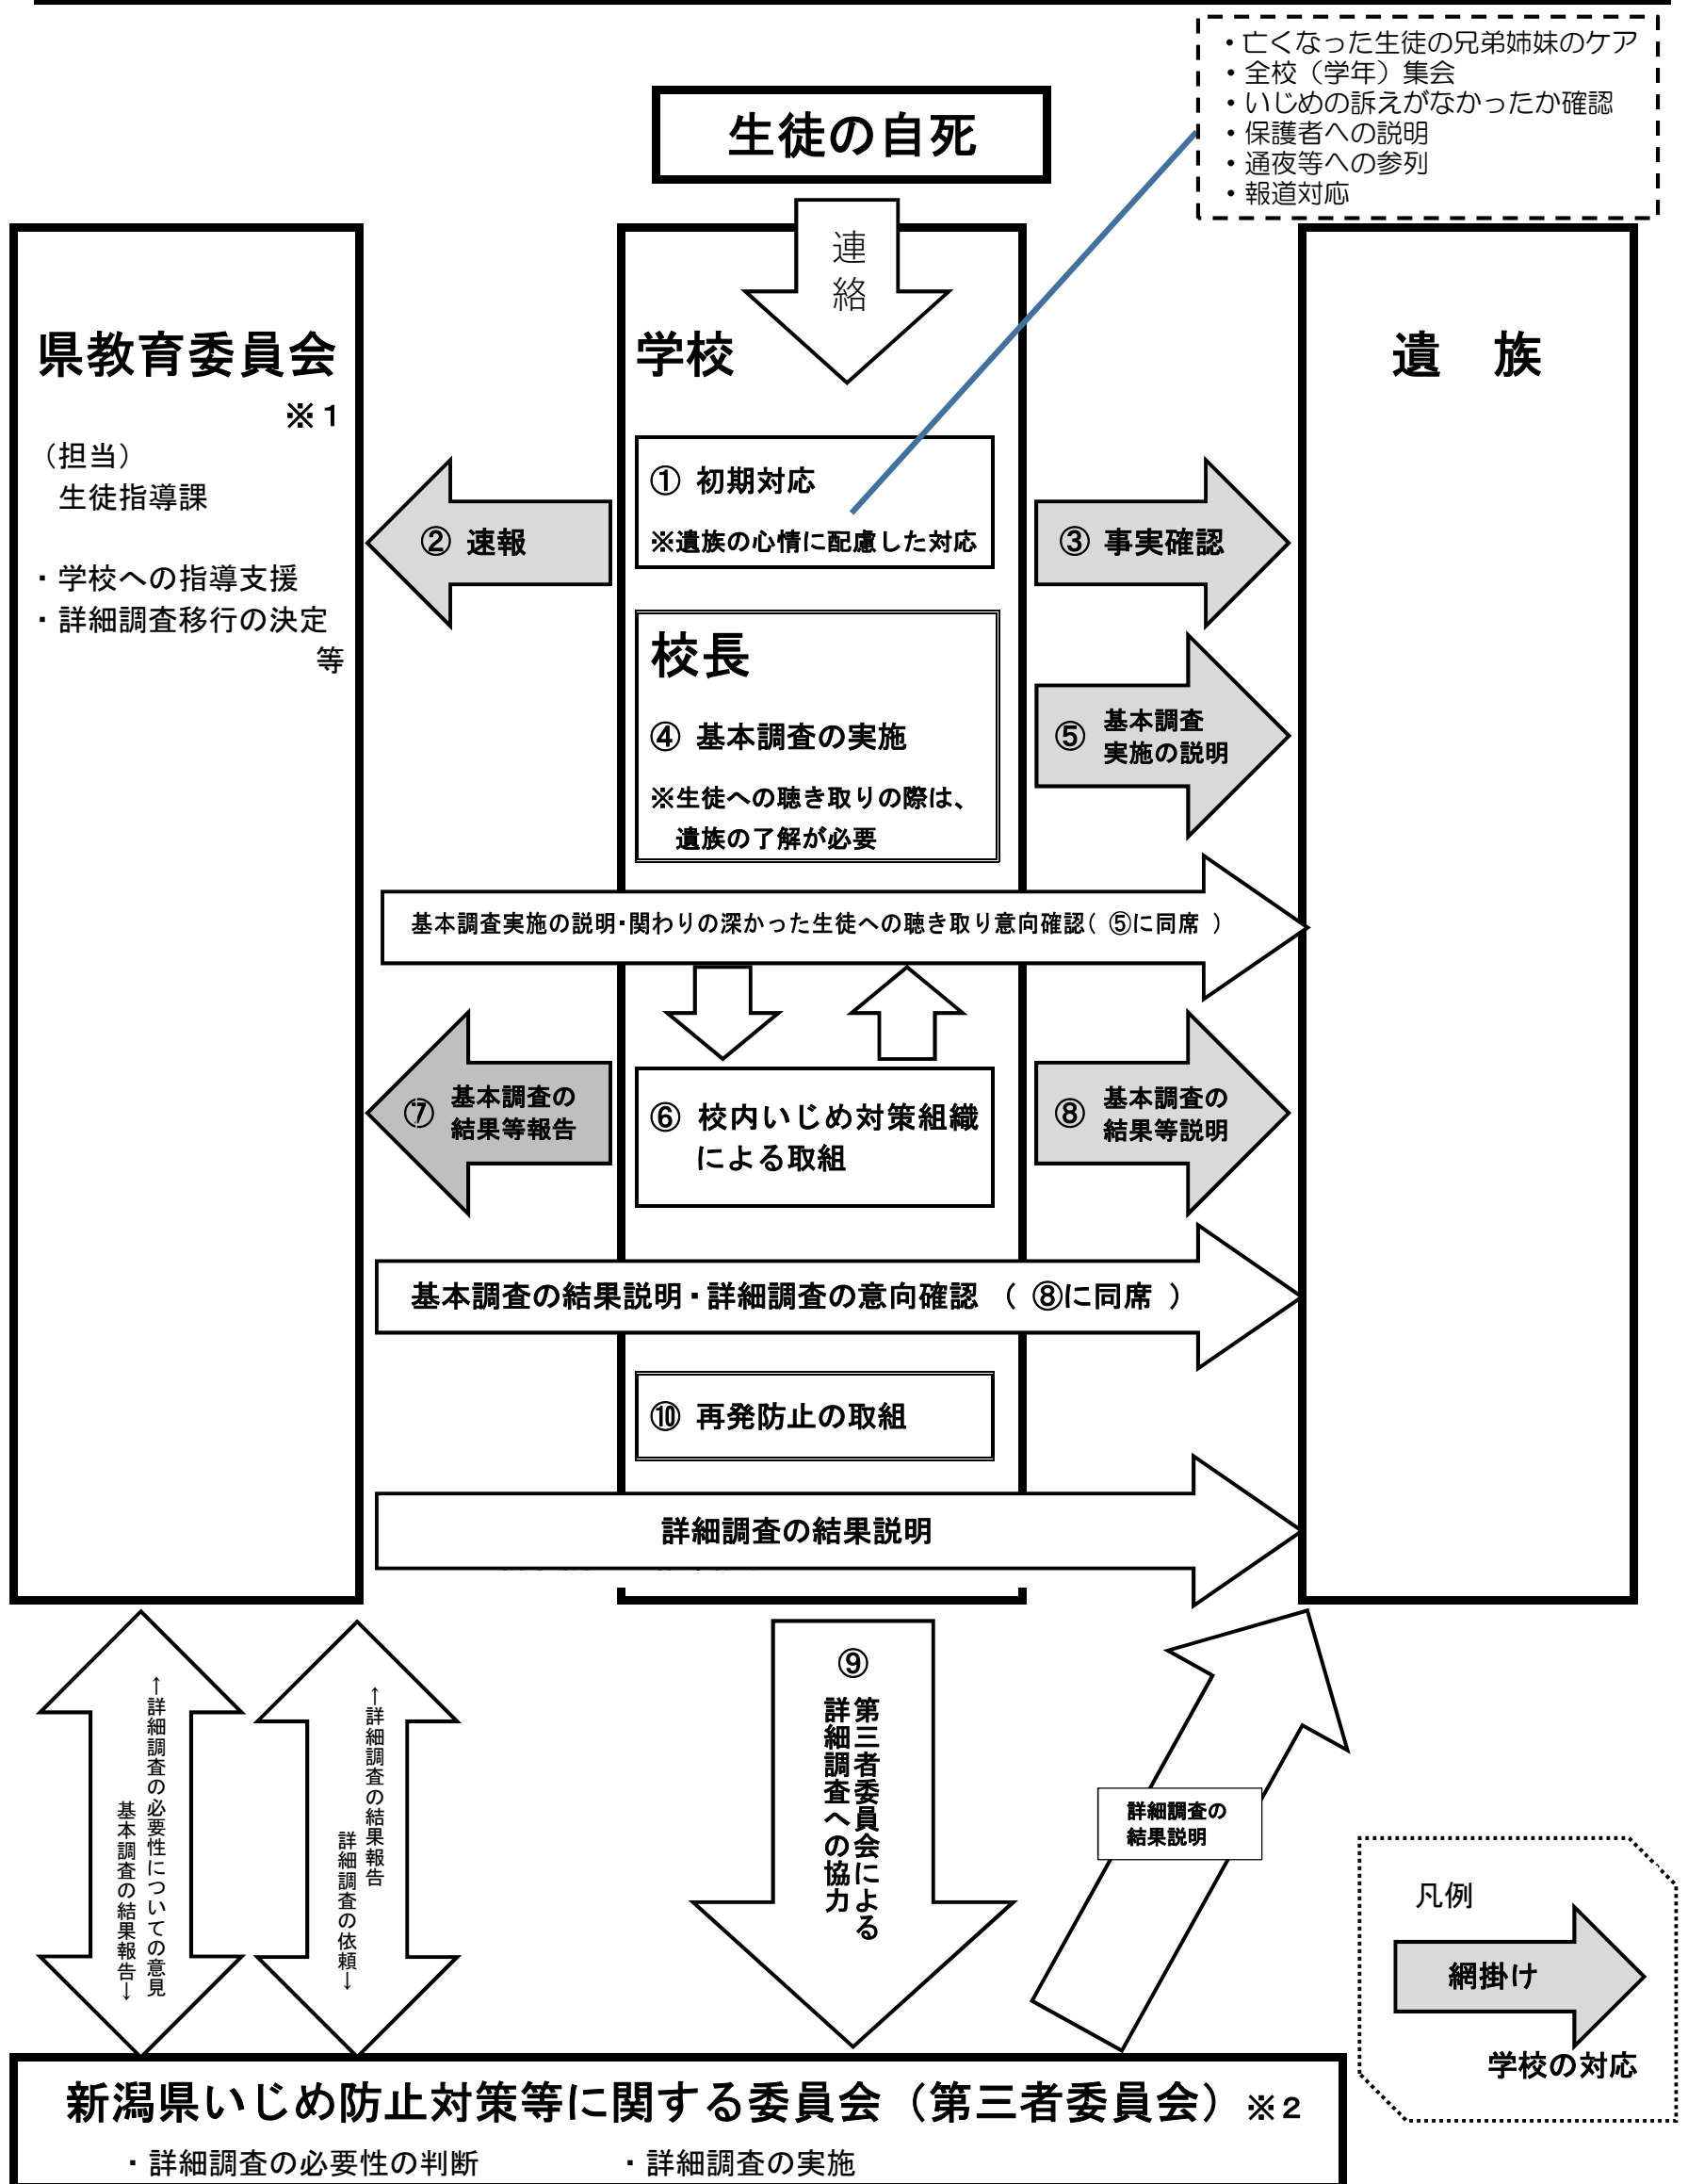 ・亡くなった生徒の兄弟姉妹のケア
・全校（学年）集会
・いじめの訴えがなかったか確認
・保護者への説明
・通夜等への参列
・報道対応
生徒の自死
連絡
県教育委員会
※１
（担当）
生徒指導課
・学校への指導支援
・詳細調査移行の決定
等
学校
遺　族
① 初期対応
※遺族の心情に配慮した対応
② 速報
③ 事実確認
校長
④ 基本調査の実施
※生徒への聴き取りの際は、
遺族の了解が必要
⑤ 基本調査
実施の説明
基本調査実施の説明・関わりの深かった生徒への聴き取り意向確認（ ⑤に同席 ）
⑥ 校内いじめ対策組織
による取組
⑦ 基本調査の
結果等報告
⑧ 基本調査の
結果等説明
基本調査の結果説明・詳細調査の意向確認 （ ⑧に同席 ）
⑩ 再発防止の取組
詳細調査の結果説明
←詳細調査の必要性についての意見
基本調査の結果報告→
←詳細調査の結果報告
詳細調査の依頼→
⑨
第三者委員会による
詳細調査への協力
詳細調査の
結果説明
凡例
網掛け
学校の対応
新潟県いじめ防止対策等に関する委員会（第三者委員会）※２
・詳細調査の必要性の判断
・詳細調査の実施